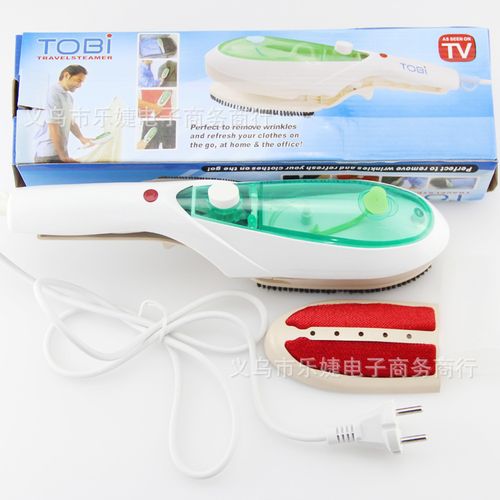 TOBi
TRAVELSTEAMER
AS SEEN ON
TV
TOBi
义乌市乐婕电子商务商行
Perfect to remove wrinkles
and refresh your clothes on
the go, at home & the office!
TOBi
TRAVELSTEAMER
Perfect to remove wrinkles and refresh your clothes on the go!
义乌市乐婕电子商务商行